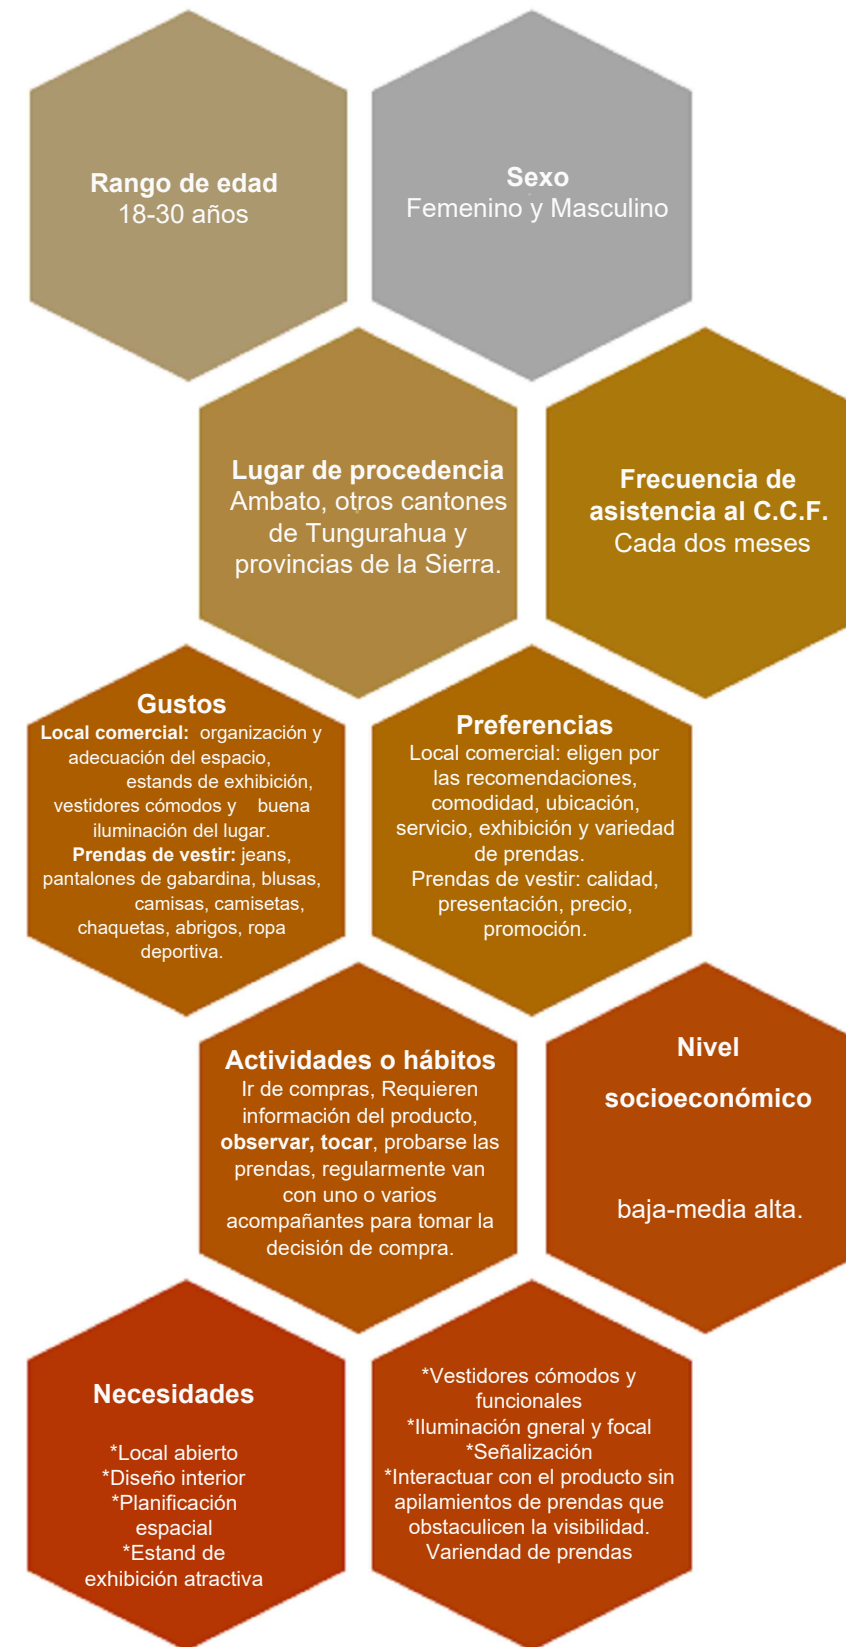 Rango de edad
18-30 años
Sexo
Femenino y Masculino
Lugar de procedencia
Ambato, otros cantones
de Tungurahua y
provincias de la Sierra.
Frecuencia de
asistencia al C.C.F.
Cada dos meses
Gustos
Local comercial: organización y
adecuación del espacio,
estands de exhibición,
vestidores cómodos y buena
iluminación del lugar.
Prendas de vestir: jeans,
pantalones de gabardina, blusas,
camisas, camisetas,
chaquetas, abrigos, ropa
deportiva.
Preferencias
Local comercial: eligen por
las recomendaciones,
comodidad, ubicación,
servicio, exhibición y variedad
de prendas.
Prendas de vestir: calidad,
presentación, precio,
promoción.
Actividades o hábitos
Ir de compras, Requieren
información del producto,
observar, tocar, probarse las
prendas, regularmente van
con uno o varios
acompañantes para tomar la
decisión de compra.
Nivel
socioeconómico
baja-media alta.
Necesidades
*Local abierto
*Diseño interior
*Planificación
espacial
*Estand de
exhibición atractiva
*Vestidores cómodos y
funcionales
*Iluminación gneral y focal
*Señalización
*Interactuar con el producto sin
apilamientos de prendas que
obstaculicen la visibilidad.
Variendad de prendas